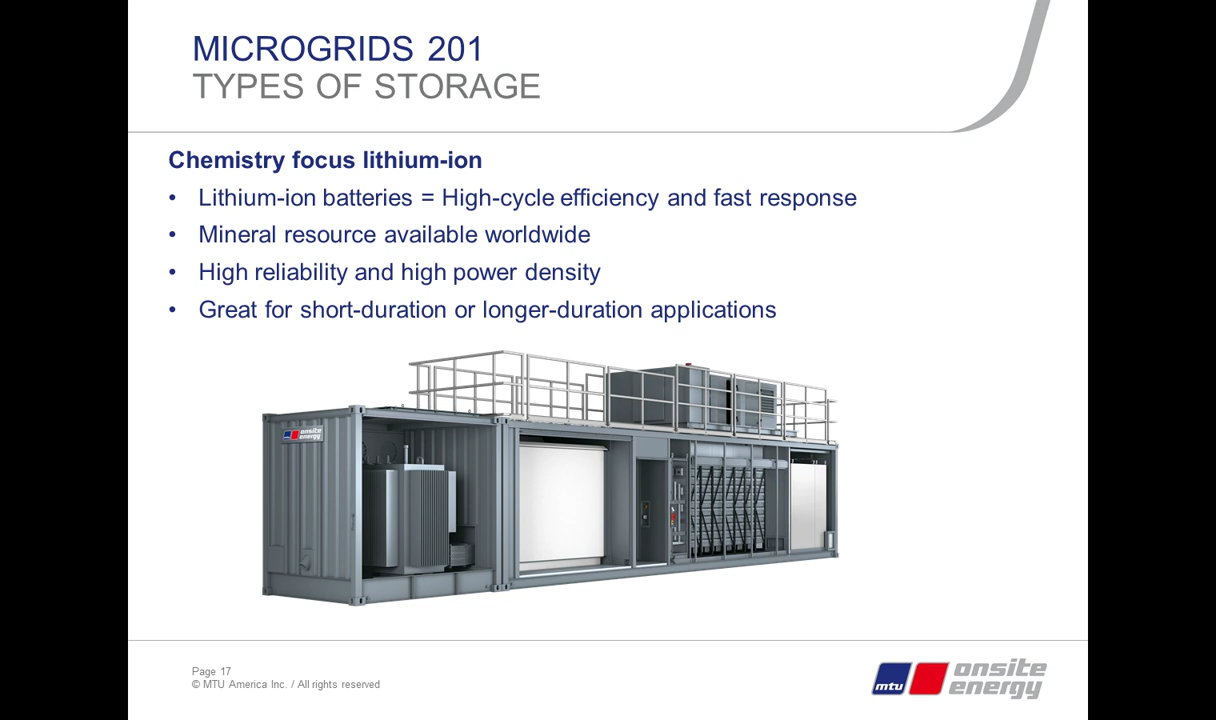 MICROGRIDS 201
TYPES OF STORAGE
Chemistry focus lithium-ion
• Lithium-ion batteries = High-cycle efficiency and fast response
• Mineral resource available worldwide
• High reliability and high power density
• Great for short-duration or longer-duration applications
onsite
energy
Page 17
© MTU America Inc. / All rights reserved
mtu
onsite
energy